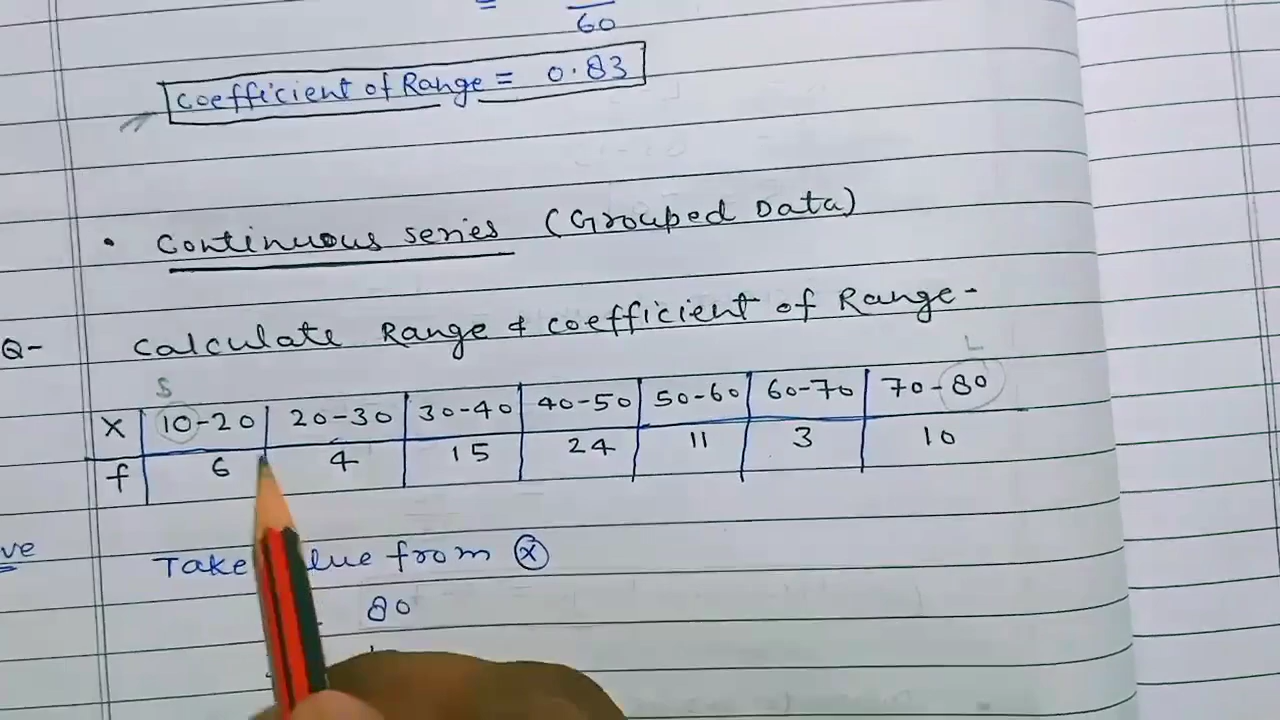 =
60
Coefficient of Range = 0.83
• Continuous series (Grouped Data)
Q- Calculate Range & coefficient of Range-
S L
X 10-20 20-30 30-40 40-50 50-60 60-70 70-80
f 6 4 15 24 11 3 10
Take from (X)
80